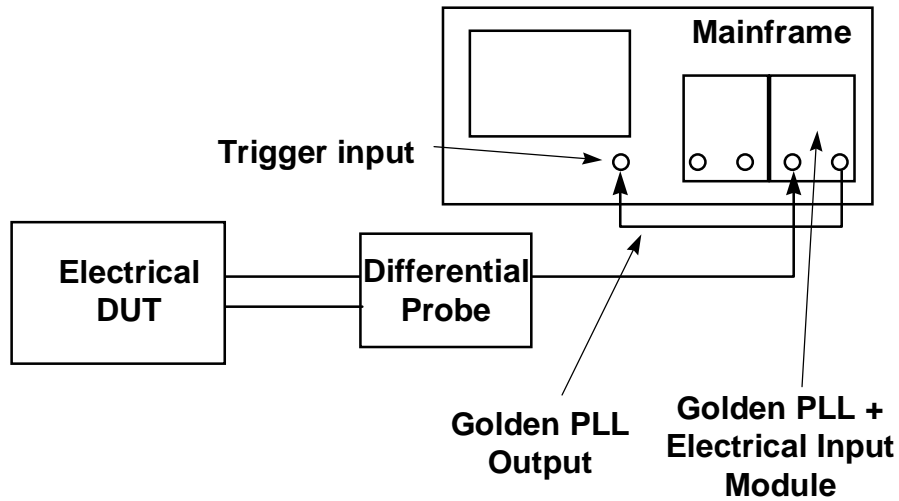 Mainframe
Trigger input
Electrical
DUT
Differential
Probe
Golden PLL
Output
Golden PLL +
Electrical Input
Module